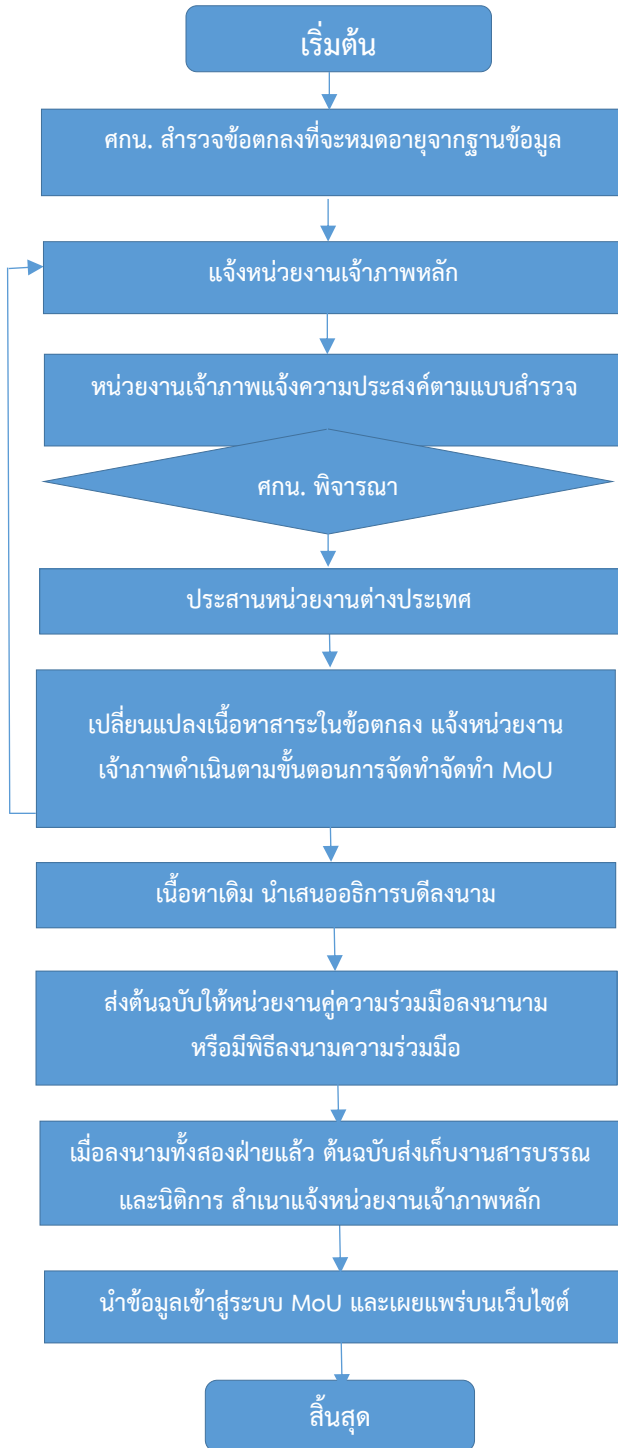 เริ่มต้น
ศกน. สำรวจข้อตกลงที่จะหมดอายุจากฐานข้อมูล
แจ้งหน่วยงานเจ้าภาพหลัก
หน่วยงานเจ้าภาพแจ้งความประสงค์ตามแบบสำรวจ
ศกน. พิจารณา
ประสานหน่วยงานต่างประเทศ
เปลี่ยนแปลงเนื้อหาสาระในข้อตกลง แจ้งหน่วยงาน
เจ้าภาพดำเนินตามขั้นตอนการจัดทำจัดทำ MoU
เนื้อหาเดิม นำเสนออธิการบดีลงนาม
ส่งต้นฉบับให้หน่วยงานคู่ความร่วมมือลงนานาม
หรือมีพิธีลงนามความร่วมมือ
เมื่อลงนามทั้งสองฝ่ายแล้ว ต้นฉบับส่งเก็บงานสารบรรณ
และนิติการ สำเนาแจ้งหน่วยงานเจ้าภาพหลัก
นำข้อมูลเข้าสู่ระบบ MoU และเผยแพร่บนเว็บไซต์
สิ้นสุด